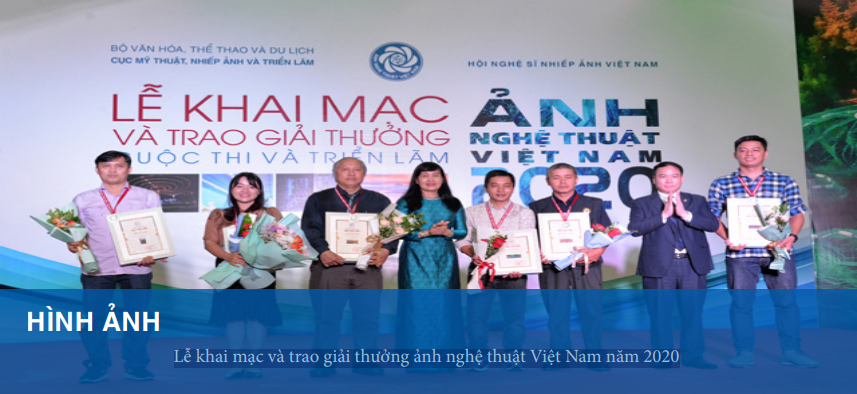 BỘ VĂN HÓA, THỂ THAO VÀ DU LỊCH
CỤC MỸ THUẬT, NHIẾP ẢNH VÀ TRIỂN LÃM
HỘI NGHỆ SĨ NHIẾP ẢNH VIỆT NAM
LỄ KHAI MẠC
VÀ TRAO GIẢI THƯỞNG
CUỘC THI VÀ TRIỂN LÃM
ẢNH
NGHỆ THUẬT
VIỆT NAM
2020
HÌNH ẢNH
Lễ khai mạc và trao giải thưởng ảnh nghệ thuật Việt Nam năm 2020